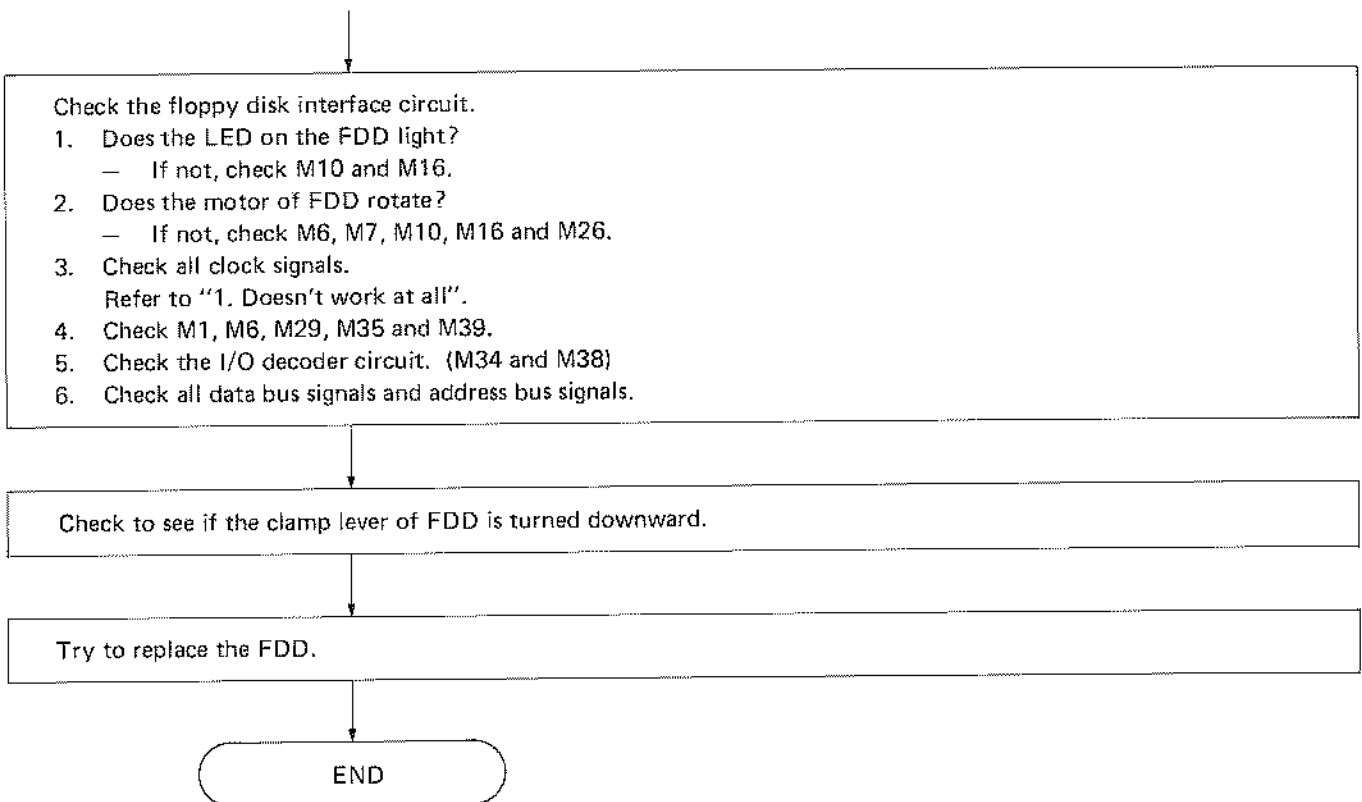 Check the floppy disk interface circuit.
1. Does the LED on the FDD light?
— If not, check M10 and M16.
2. Does the motor of FDD rotate?
— If not, check M6, M7, M10, M16 and M26.
3. Check all clock signals.
Refer to "1. Doesn't work at all".
4. Check M1, M6, M29, M35 and M39.
5. Check the I/O decoder circuit. (M34 and M38)
6. Check all data bus signals and address bus signals.
Check to see if the clamp lever of FDD is turned downward.
Try to replace the FDD.
END